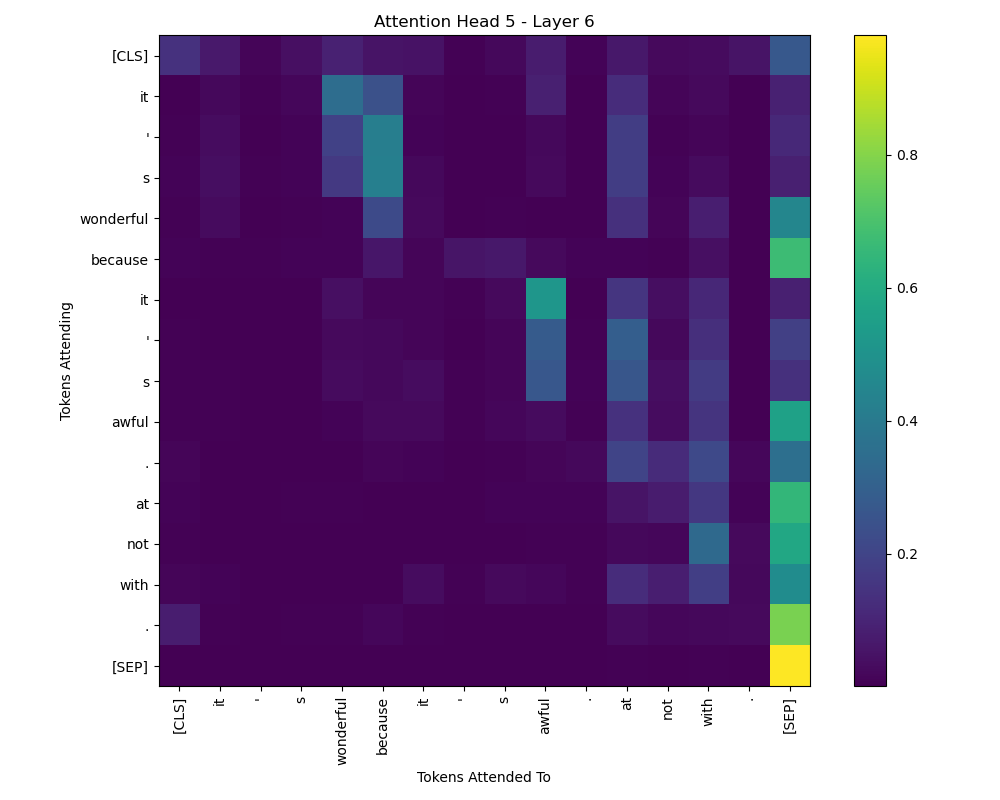 Attention Head 5 - Layer 6
[CLS]
it
'
s
wonderful
because
it
'
s
awful
.
at
not
with
.
[SEP]
Tokens Attending
[CLS]
it
'
s
wonderful
because
it
'
s
awful
.
at
not
with
.
[SEP]
Tokens Attended To
0.8
0.6
0.4
0.2